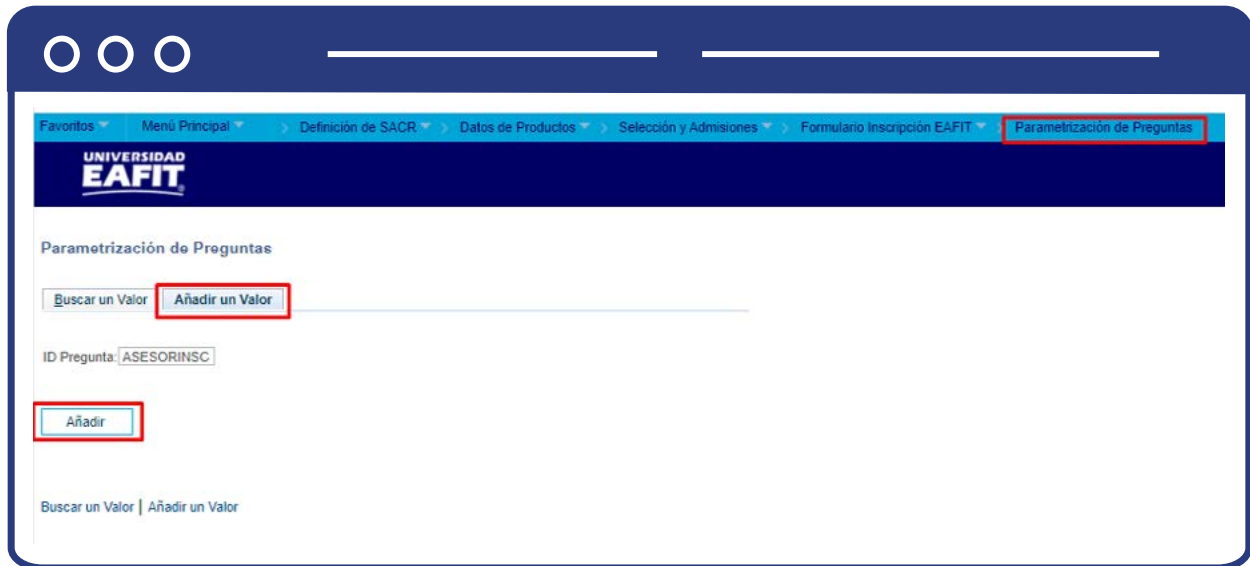 Favoritos Menú Principal > Definición de SACR > Datos de Productos > Selección y Admisiones > Formulario Inscripción EAFIT > Parametrización de Preguntas
UNIVERSIDAD
EAFIT
Parametrización de Preguntas
Buscar un Valor Añadir un Valor
ID Pregunta: ASESORINSC
Añadir
Buscar un Valor | Añadir un Valor